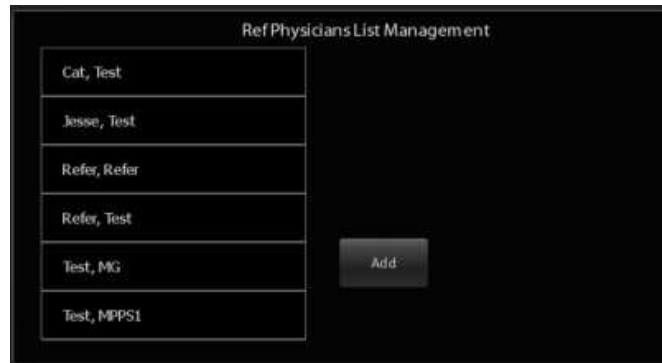 Ref Physicians List Management
Cat, Test
Jesse, Test
Refer, Refer
Refer, Test
Test, MG
Add
Test, MPPS1